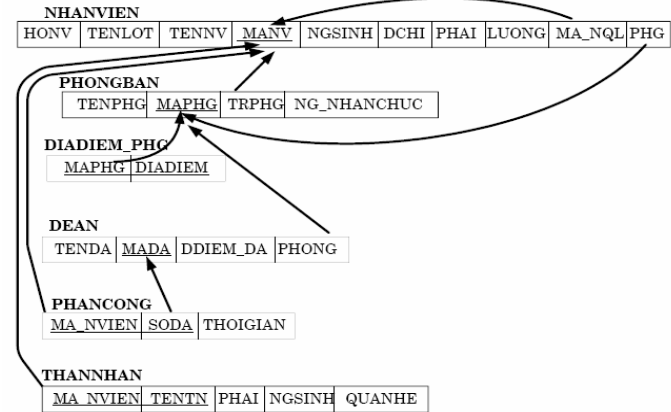 NHANVIEN
HONV TENLOT TENNV MANV NGSINH DCHI PHAI LUONG MA_NQL PHG
PHONGBAN
TENPHG MAPHG TRPHG NG_NHANCHUC
DIADIEM_PHG
MAPHG DIADIEM
DEAN
TENDA MADA DDIEM_DA PHONG
PHANCONG
MA_NVIEN SODA THOIGIAN
THANNHAN
MA_NVIEN TENTN PHAI NGSINH QUANHE